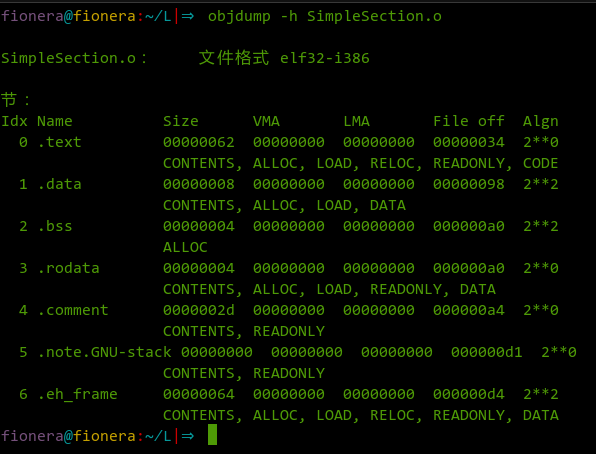 fionera@fionera:~/L|⇒ objdump -h SimpleSection.o
SimpleSection.o：     文件格式 elf32-i386
节：
Idx Name          Size      VMA       LMA       File off  Algn
  0 .text         00000062  00000000  00000000  00000034  2**0
                  CONTENTS, ALLOC, LOAD, RELOC, READONLY, CODE
  1 .data         00000008  00000000  00000000  00000098  2**2
                  CONTENTS, ALLOC, LOAD, DATA
  2 .bss          00000004  00000000  00000000  000000a0  2**2
                  ALLOC
  3 .rodata       00000004  00000000  00000000  000000a0  2**0
                  CONTENTS, ALLOC, LOAD, READONLY, DATA
  4 .comment      0000002d  00000000  00000000  000000a4  2**0
                  CONTENTS, READONLY
  5 .note.GNU-stack 00000000  00000000  00000000  000000d1  2**0
                  CONTENTS, READONLY
  6 .eh_frame     00000064  00000000  00000000  000000d4  2**2
                  CONTENTS, ALLOC, LOAD, RELOC, READONLY, DATA
fionera@fionera:~/L|⇒